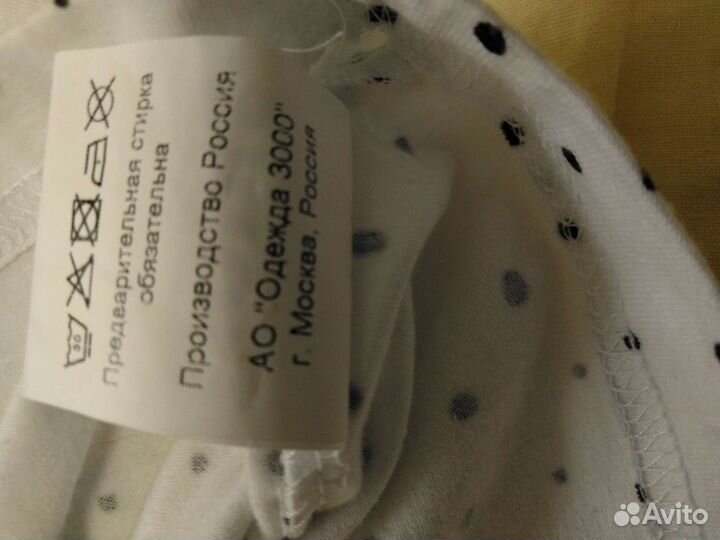 30
Предварительная стирка
обязательна
Производство Россия
АО "Одежда 3000"
г. Москва, Россия
Avito